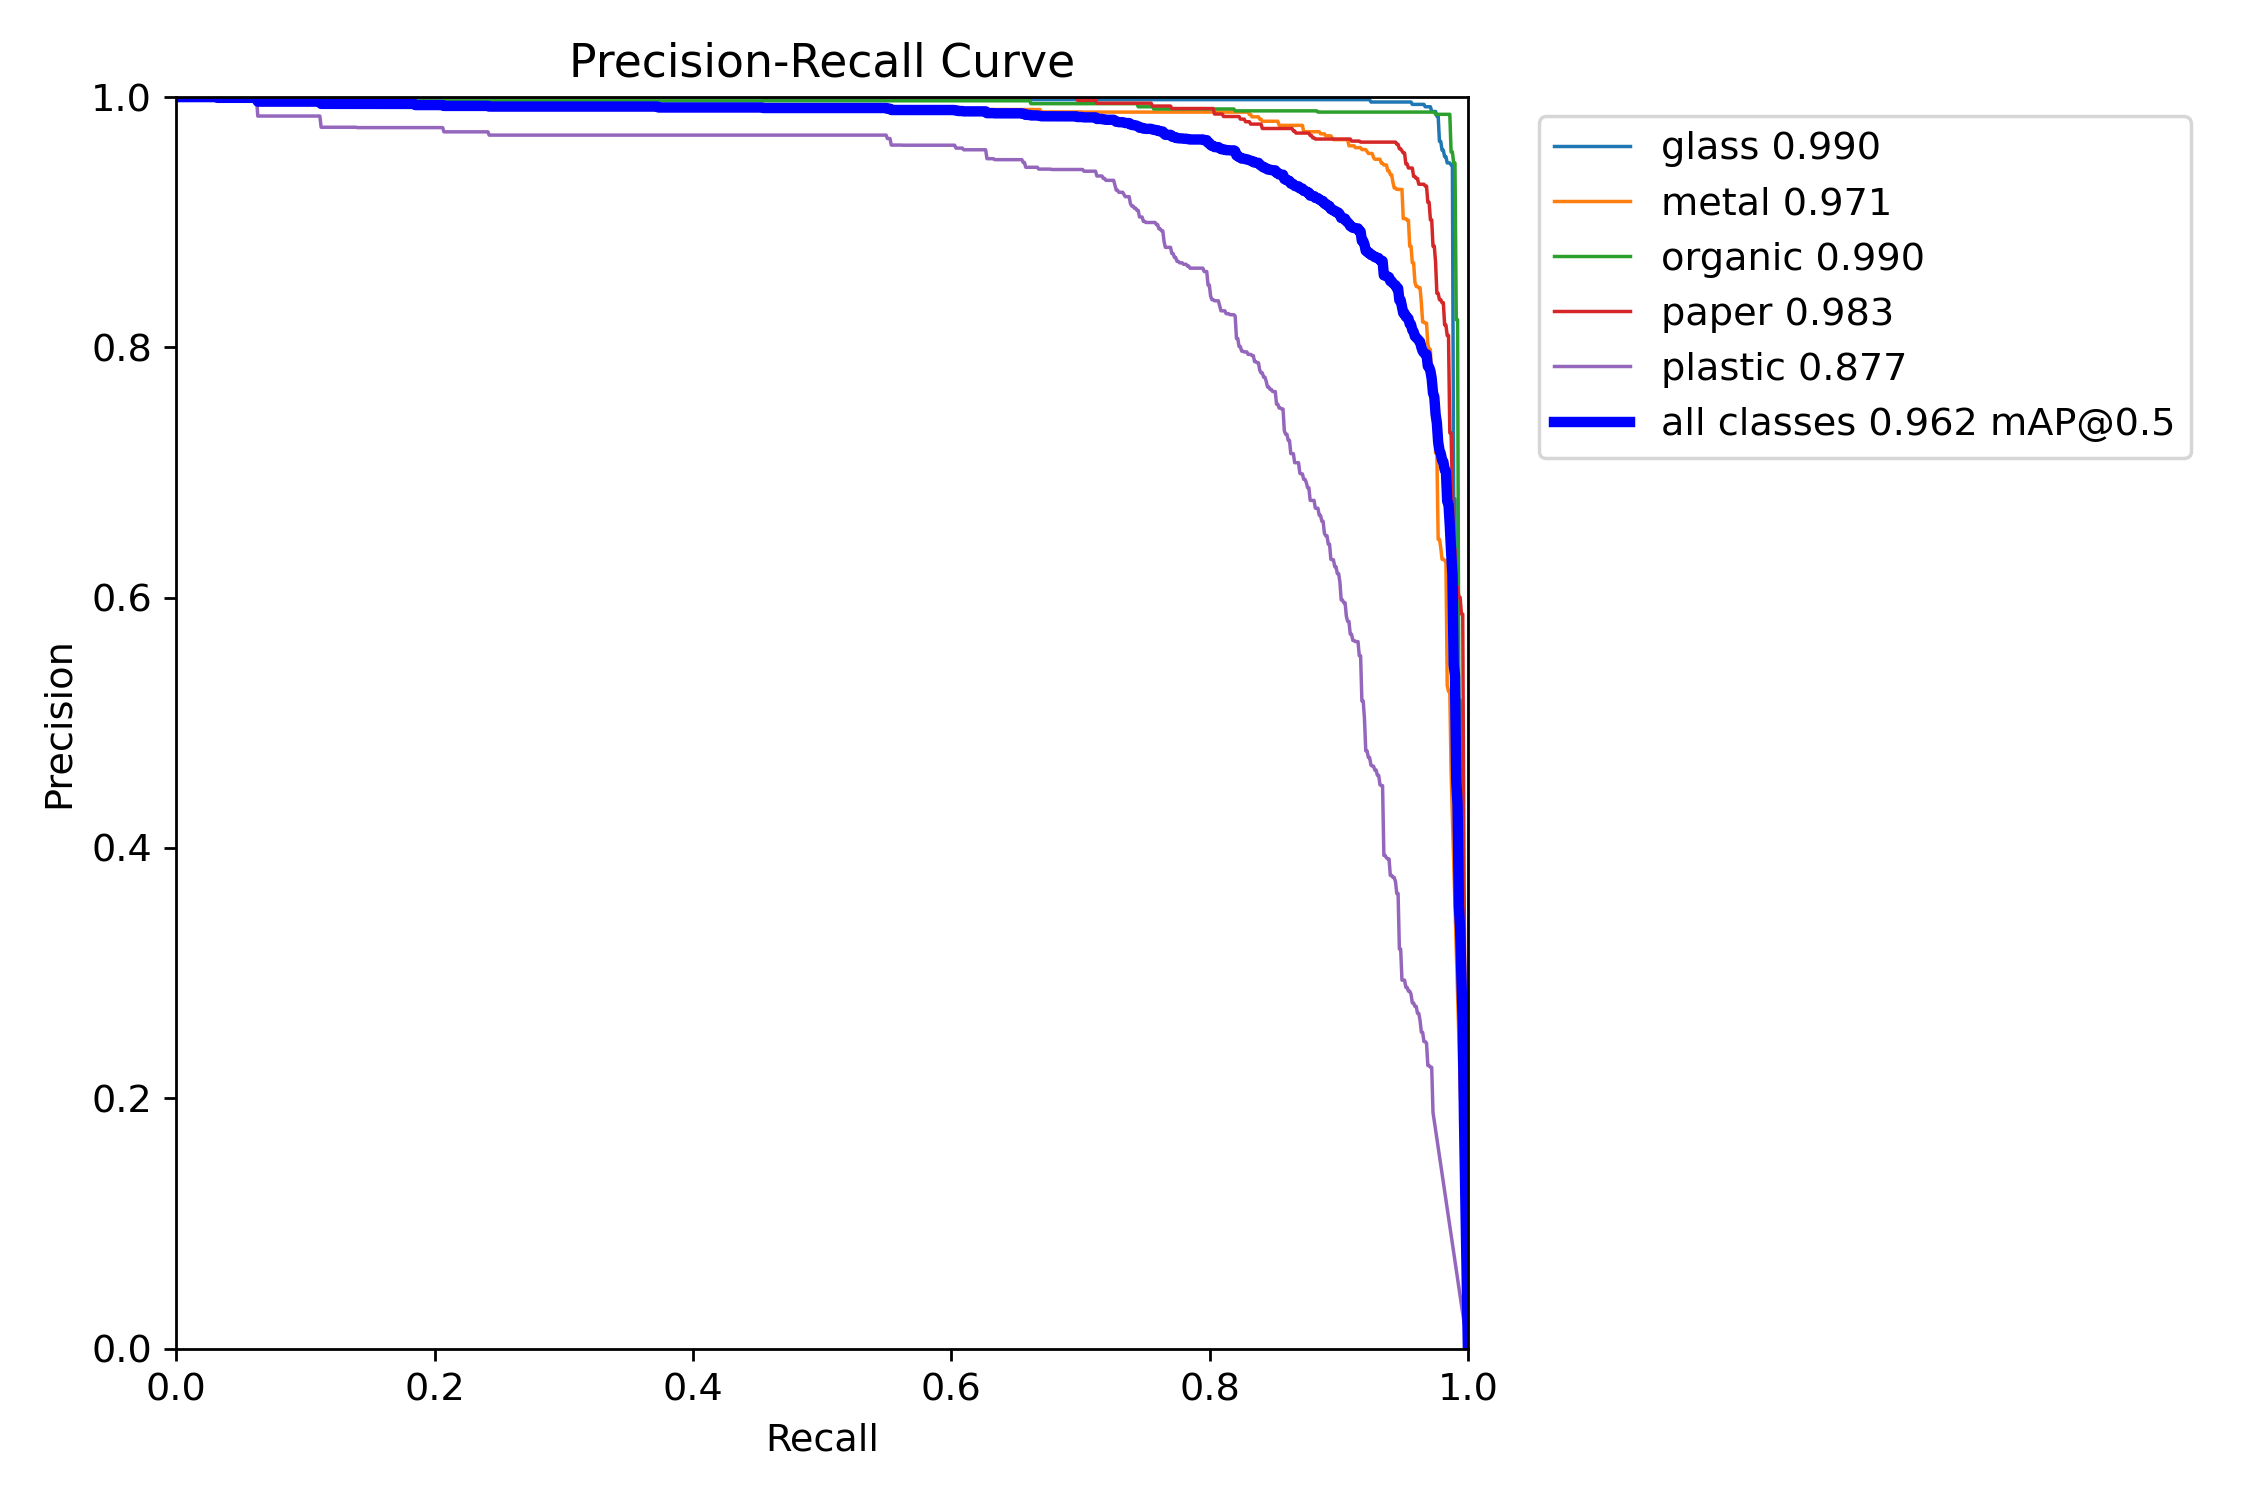 Precision-Recall Curve
1.0
0.8
0.6
0.4
0.2
0.0
Precision
0.0 0.2 0.4 0.6 0.8 1.0
Recall
glass 0.990
metal 0.971
organic 0.990
paper 0.983
plastic 0.877
all classes 0.962 mAP@0.5